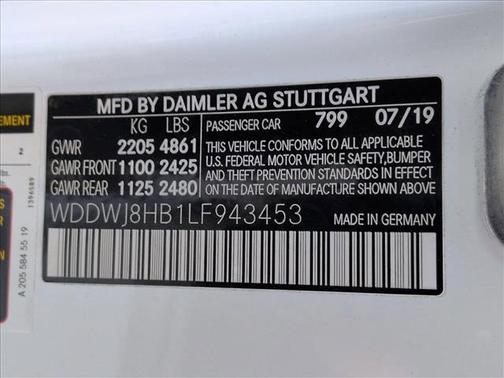 MFD BY DAIMLER AG STUTTGART
KG LBS PASSENGER CAR 799 07/19
GVWR 2205 4861
GAWR FRONT 1100 2425
GAWR REAR 1125 2480
THIS VEHICLE CONFORMS TO ALL APPLICABLE
U.S. FEDERAL MOTOR VEHICLE SAFETY,BUMPER
AND THEFT PREVENTION STANDARDS IN EFFECT
ON THE DATE OF MANUFACTURE SHOWN ABOVE.
WDDWJ8HB1LF943453 MADE IN GERMANY
EMENT
A 205 584 55 19
1396589